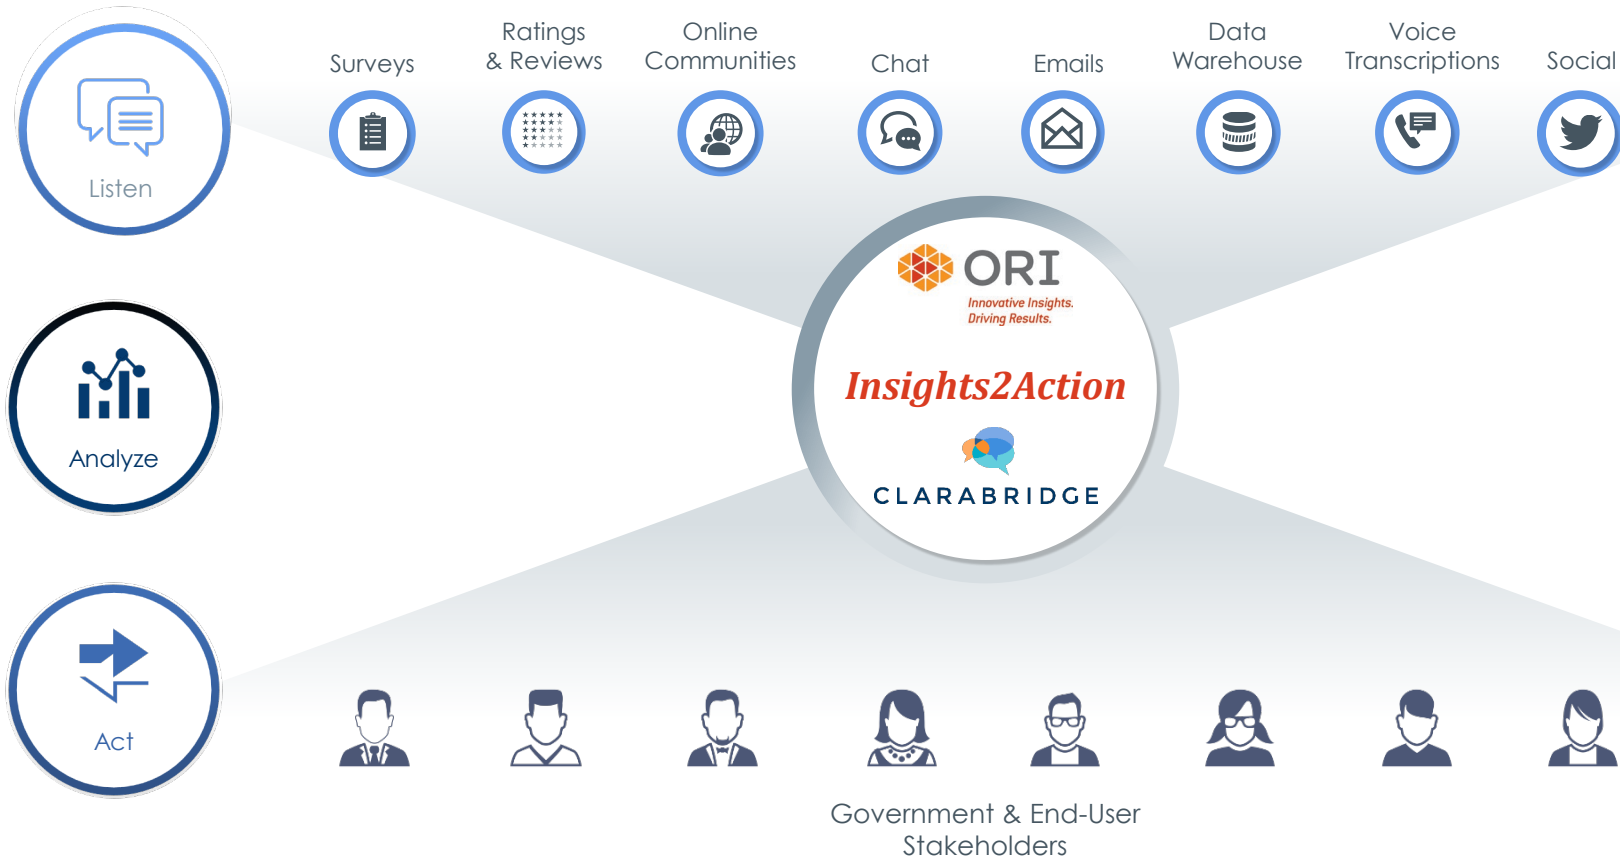 Listen
Surveys
Ratings
& Reviews
Online
Communities
Chat
Emails
Data
Warehouse
Voice
Transcriptions
Social
ORI
Innovative Insights.
Driving Results.
Insights2Action
CLARABRIDGE
Analyze
Act
Government & End-User
Stakeholders